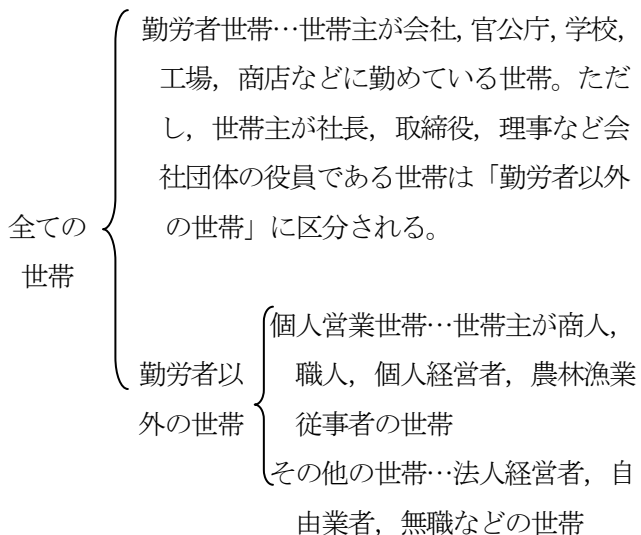 勤労者世帯…世帯主が会社,官公庁,学校,
工場，商店などに勤めている世帯。ただ
し，世帯主が社長，取締役，理事など会
社団体の役員である世帯は「勤労者以外
の世帯」に区分される。
全ての
世帯
個人営業世帯…世帯主が商人，
職人，個人経営者，農林漁業
従事者の世帯
勤労者以
外の世帯
その他の世帯…法人経営者，自
由業者，無職などの世帯